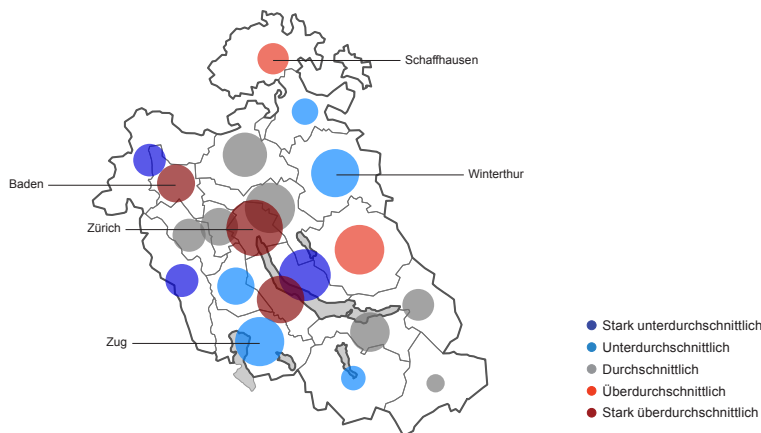 Schaffhausen
Winterthur
Baden
Zürich
Zug
Stark unterdurchschnittlich
Unterdurchschnittlich
Durchschnittlich
Überdurchschnittlich
Stark überdurchschnittlich